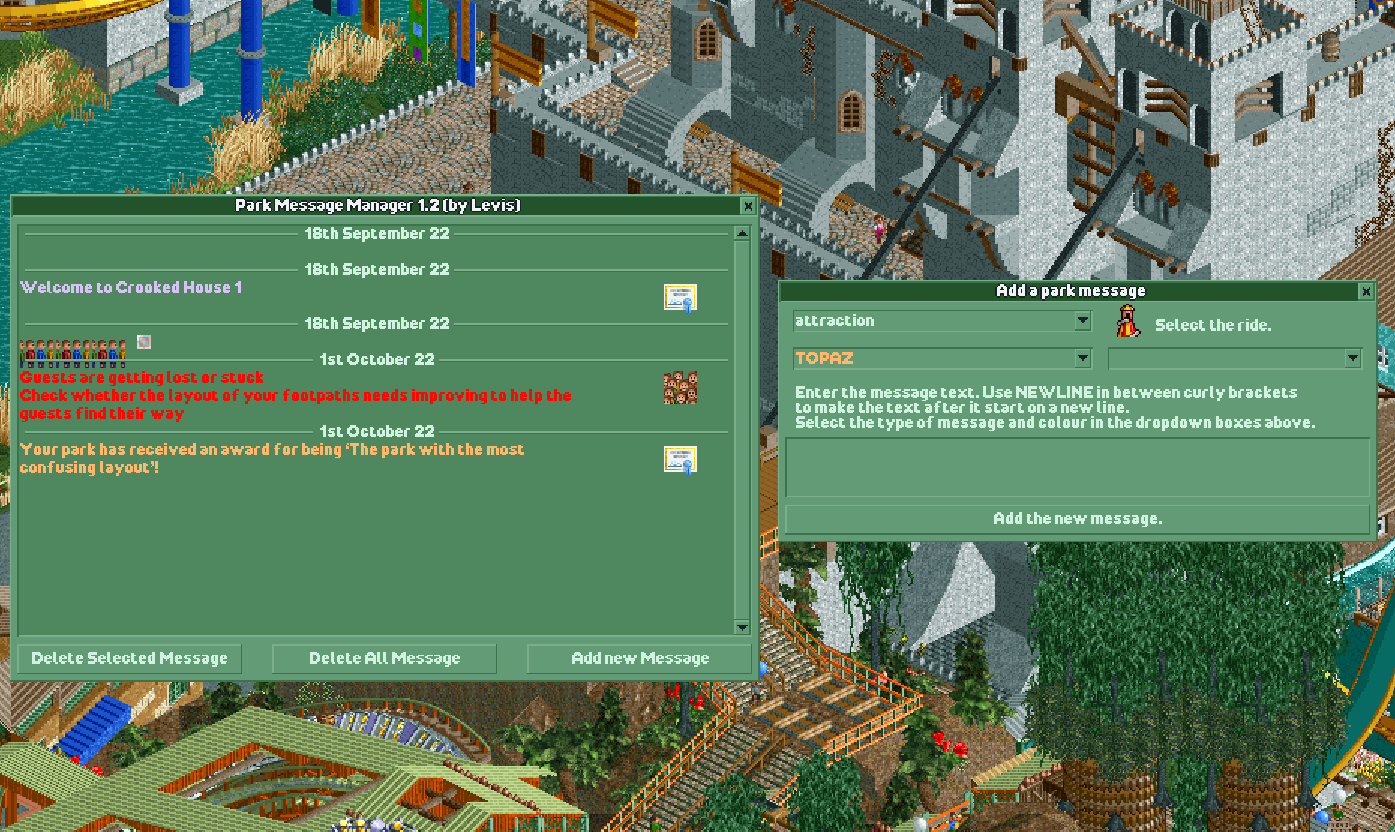 Park Message Manager 1.2 (by Levis)
18th September 22
18th September 22
Welcome to Crooked House 1
18th September 22
1st October 22
Guests are getting lost or stuck
Check whether the layout of your footpaths needs improving to help the
guests find their way
1st October 22
Your park has received an award for being ‘The park with the most
confusing layout’!
Delete Selected Message
Delete All Message
Add new Message
Add a park message
attraction
Select the ride.
TOPAZ
Enter the message text. Use NEWLINE in between curly brackets
to make the text after it start on a new line.
Select the type of message and colour in the dropdown boxes above.
Add the new message.